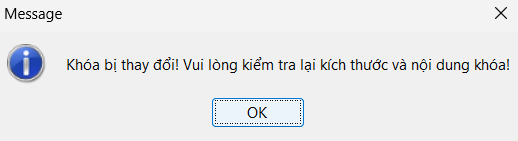 Message
Khóa bị thay đổi! Vui lòng kiểm tra lại kích thước và nội dung khóa!
OK